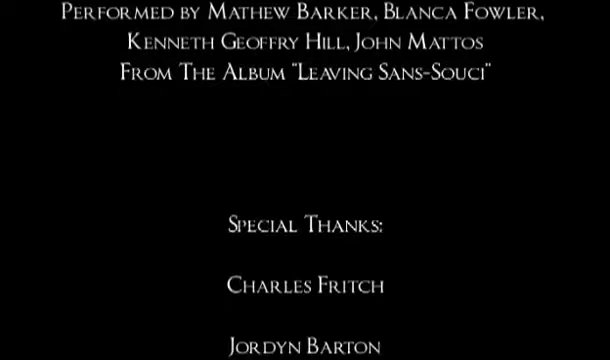 Performed by Mathew Barker, Blanca Fowler,
Kenneth Geoffry Hill, John Mattos
From The Album "Leaving Sans-Souci"
Special Thanks:
Charles Fritch
Jordyn Barton